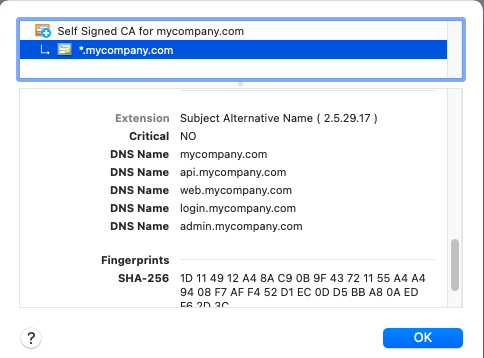 Self Signed CA for mycompany.com
*.mycompany.com
Extension Subject Alternative Name ( 2.5.29.17 )
Critical NO
DNS Name mycompany.com
DNS Name api.mycompany.com
DNS Name web.mycompany.com
DNS Name login.mycompany.com
DNS Name admin.mycompany.com
Fingerprints
SHA-256 1D 11 49 12 A4 8A C9 0B 9F 43 72 11 55 A4 A4
94 08 F7 AF F4 52 D1 EC 0D D5 BB A8 0A ED
? OK